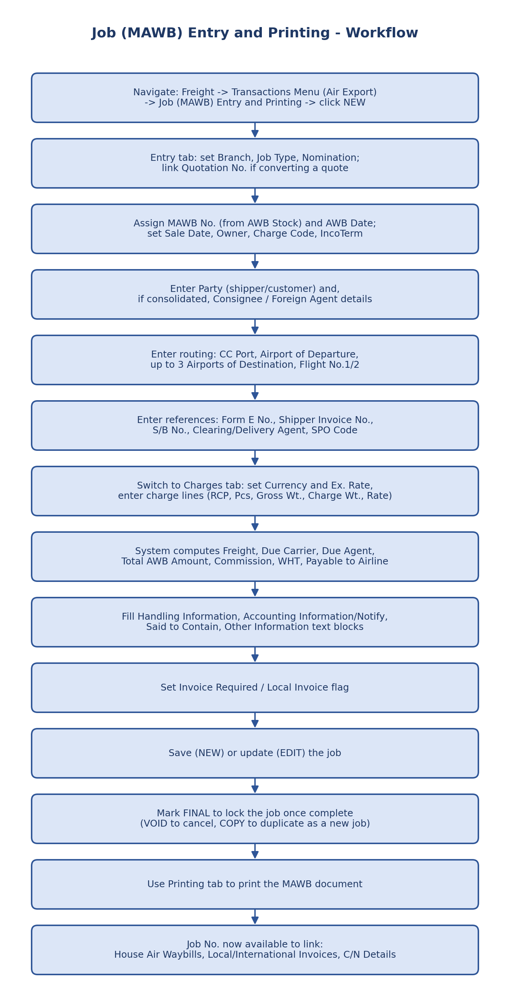 Job (MAWB) Entry and Printing - Workflow
Navigate: Freight -> Transactions Menu (Air Export)
-> Job (MAWB) Entry and Printing -> click NEW
Entry tab: set Branch, Job Type, Nomination;
link Quotation No. if converting a quote
Assign MAWB No. (from AWB Stock) and AWB Date;
set Sale Date, Owner, Charge Code, IncoTerm
Enter Party (shipper/customer) and,
if consolidated, Consignee / Foreign Agent details
Enter routing: CC Port, Airport of Departure,
up to 3 Airports of Destination, Flight No.1/2
Enter references: Form E No., Shipper Invoice No.,
S/B No., Clearing/Delivery Agent, SPO Code
Switch to Charges tab: set Currency and Ex. Rate,
enter charge lines (RCP, Pcs, Gross Wt., Charge Wt., Rate)
System computes Freight, Due Carrier, Due Agent,
Total AWB Amount, Commission, WHT, Payable to Airline
Fill Handling Information, Accounting Information/Notify,
Said to Contain, Other Information text blocks
Set Invoice Required / Local Invoice flag
Save (NEW) or update (EDIT) the job
Mark FINAL to lock the job once complete
(VOID to cancel, COPY to duplicate as a new job)
Use Printing tab to print the MAWB document
Job No. now available to link:
House Air Waybills, Local/International Invoices, C/N Details